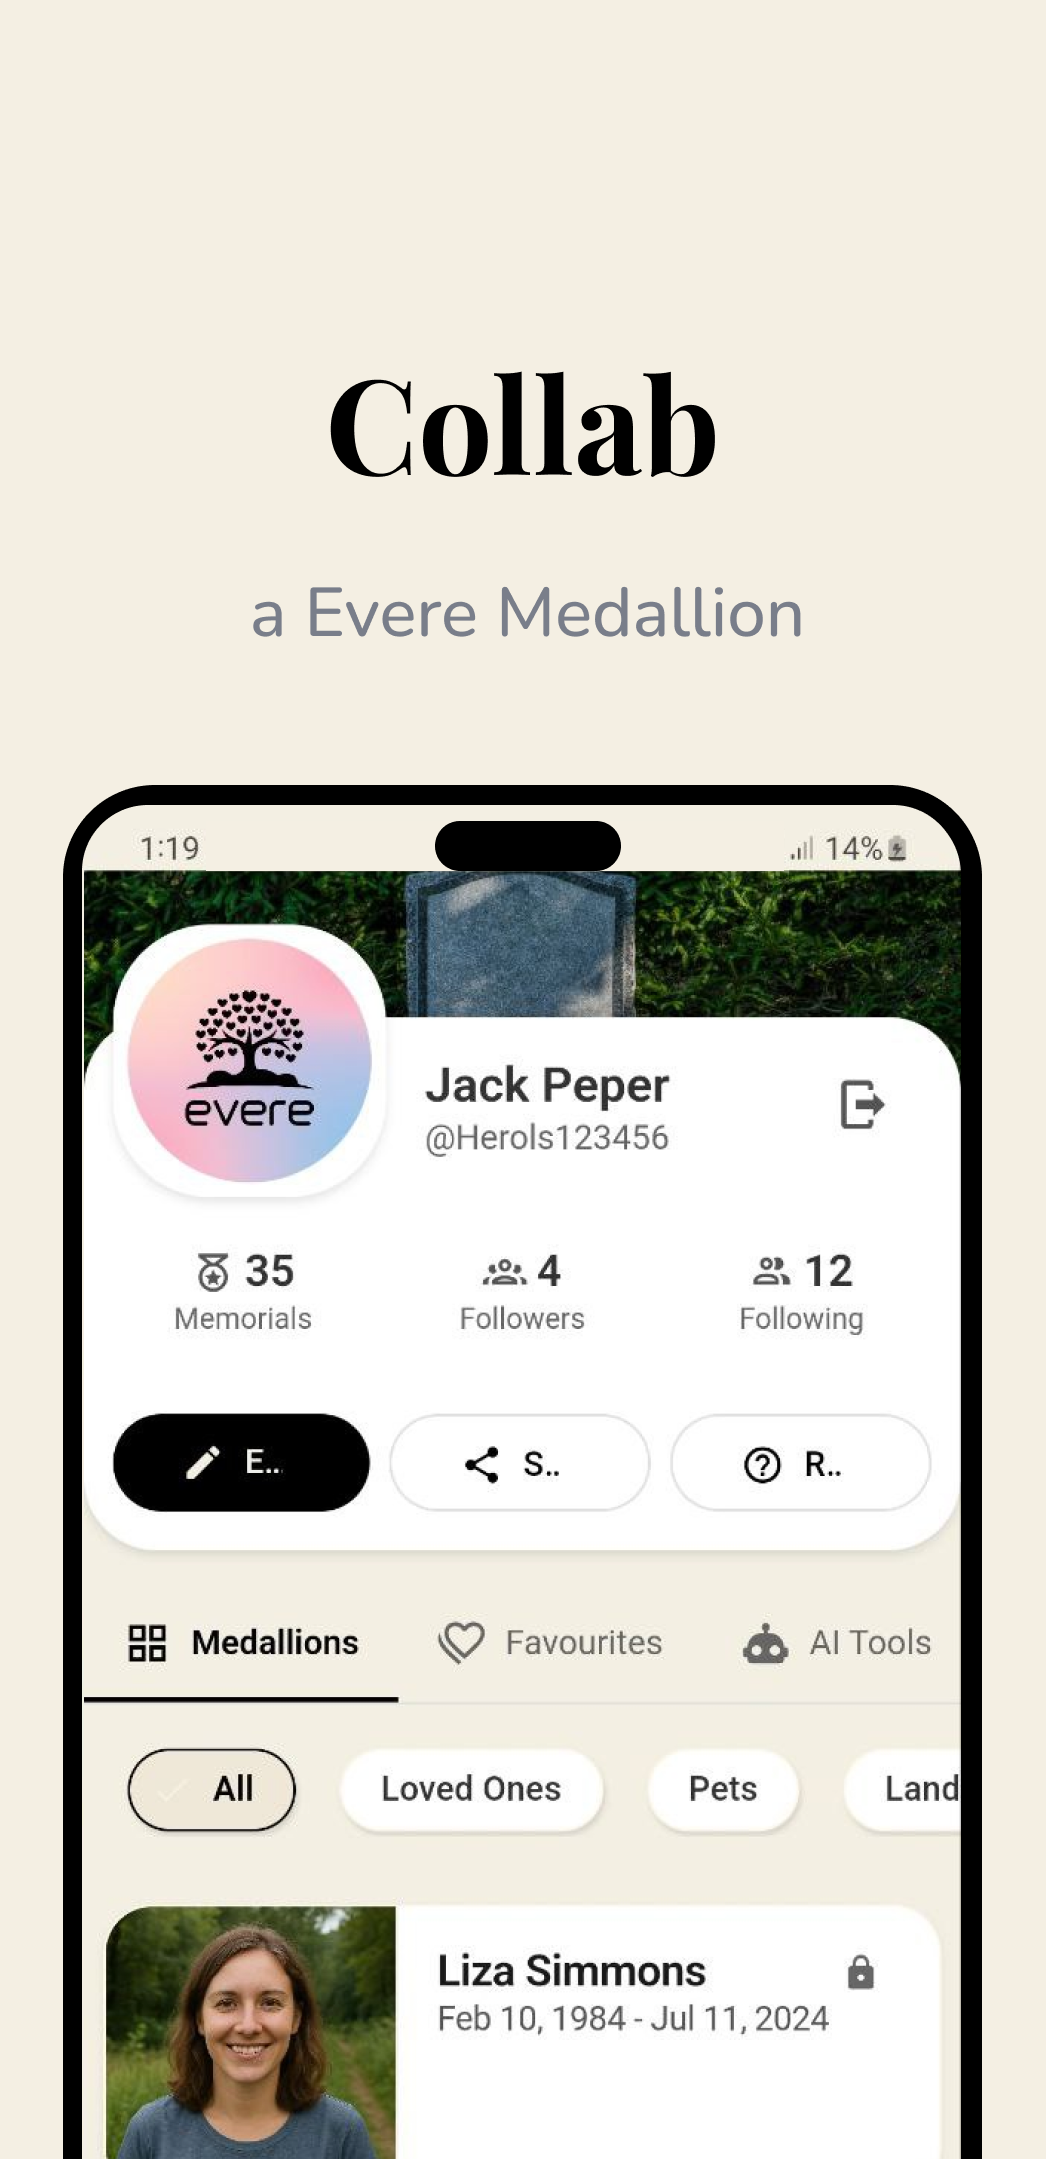 Collab
a Evere Medallion
1:19
14%
evere
Jack Peper
@Herols123456
35
4
12
Memorials
Followers
Following
E...
S..
R..
Medallions
Favourites
AI Tools
All
Loved Ones
Pets
Land
Liza Simmons
Feb 10, 1984 - Jul 11, 2024